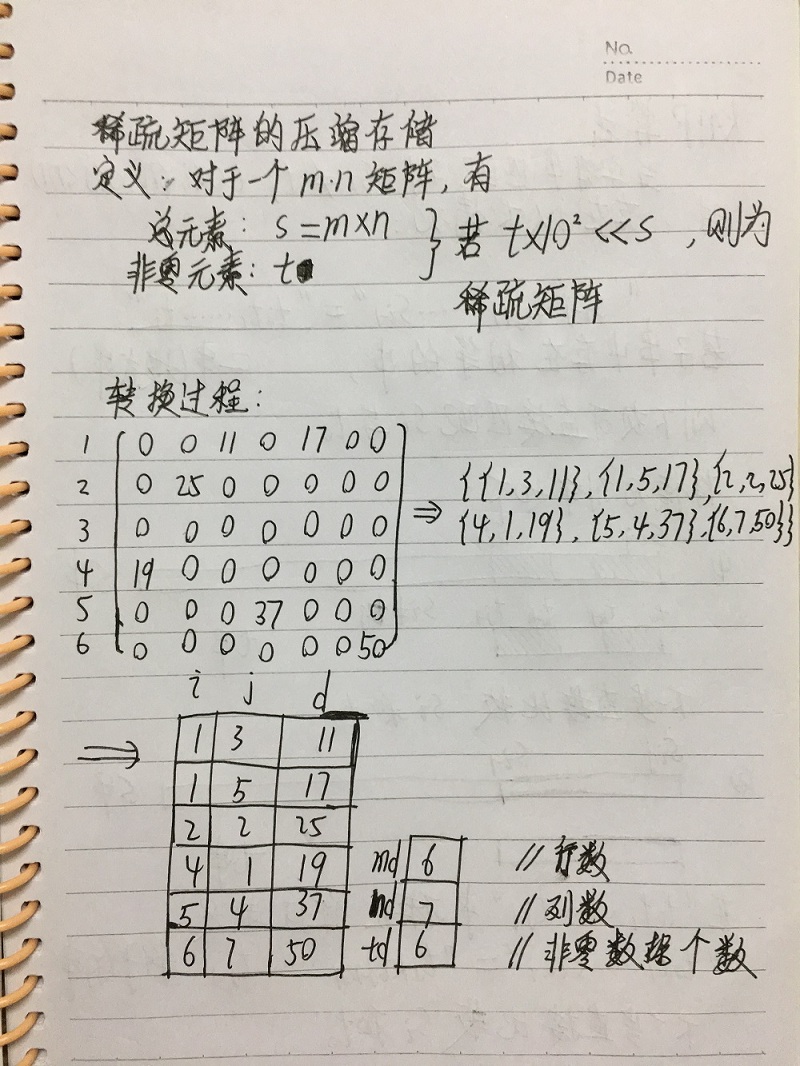 No.
Date
稀疏矩阵的压缩存储
定义：对于一个 m·n 矩阵，有
总元素：s=m×n
非零元素：t
} 若 t×10² << s ，则为
稀疏矩阵
转换过程：
1 0 0 11 0 17 0 0
2 0 25 0 0 0 0 0
3 0 0 0 0 0 0 0
4 19 0 0 0 0 0 0
5 0 0 0 37 0 0 0
6 0 0 0 0 0 0 50
⇒ {{1,3,11},{1,5,17},{2,2,25}
{4,1,19},{5,4,37},{6,7,50}}
i j d
⇒ 1 3 11
1 5 17
2 2 25
4 1 19
5 4 37
6 7 50
md 6 //行数
nd 7 //列数
td 6 //非零数据个数